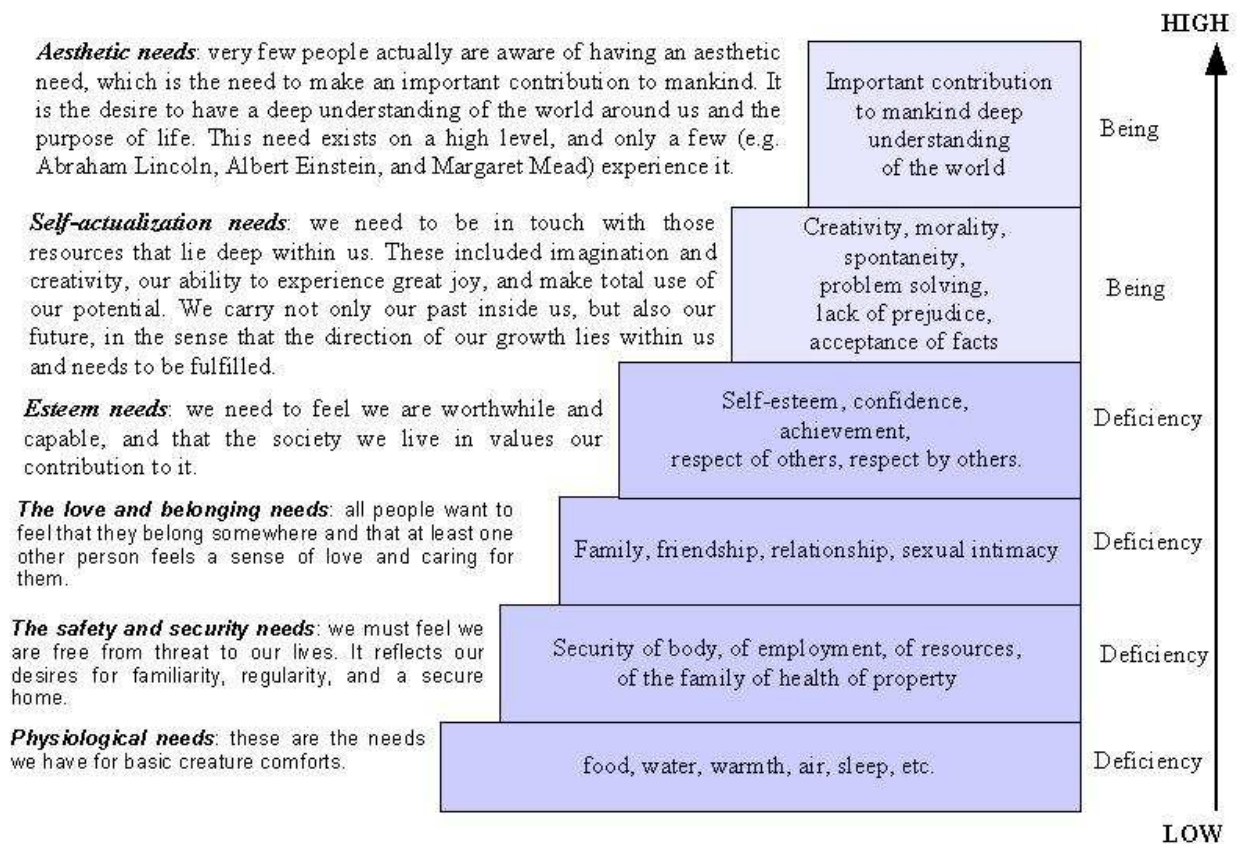 HIGH
Aesthetic needs: very few people actually are aware of having an aesthetic
need, which is the need to make an important contribution to mankind. It
is the desire to have a deep understanding of the world around us and the
purpose of life. This need exists on a high level, and only a few (e.g.
Abraham Lincoln, Albert Einstein, and Margaret Mead) experience it.
Important contribution
to mankind deep
understanding
of the world
Being
Self-actualization needs: we need to be in touch with those
resources that lie deep within us. These included imagination and
creativity, our ability to experience great joy, and make total use of
our potential. We carry not only our past inside us, but also our
future, in the sense that the direction of our growth lies within us
and needs to be fulfilled.
Creativity, morality,
spontaneity,
problem solving,
lack of prejudice,
acceptance of facts
Being
Esteem needs: we need to feel we are worthwhile and
capable, and that the society we live in values our
contribution to it.
Self-esteem, confidence,
achievement,
respect of others, respect by others.
Deficiency
The love and belonging needs: all people want to
feel that they belong somewhere and that at least one
other person feels a sense of love and caring for
them.
Family, friendship, relationship, sexual intimacy
Deficiency
The safety and security needs: we must feel we
are free from threat to our lives. It reflects our
desires for familiarity, regularity, and a secure
home.
Security of body, of employment, of resources,
of the family of health of property
Deficiency
Physiological needs: these are the needs
we have for basic creature comforts.
food, water, warmth, air, sleep, etc.
Deficiency
LOW